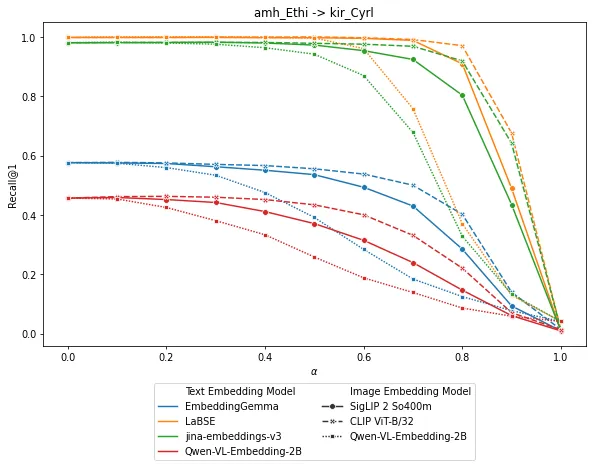 amh_Ethi -> kir_Cyrl
Recall@1
1.0
0.8
0.6
0.4
0.2
0.0
0.0 0.2 0.4 0.6 0.8 1.0
α
Text Embedding Model
EmbeddingGemma
LaBSE
jina-embeddings-v3
Qwen-VL-Embedding-2B
Image Embedding Model
SigLIP 2 So400m
CLIP ViT-B/32
Qwen-VL-Embedding-2B